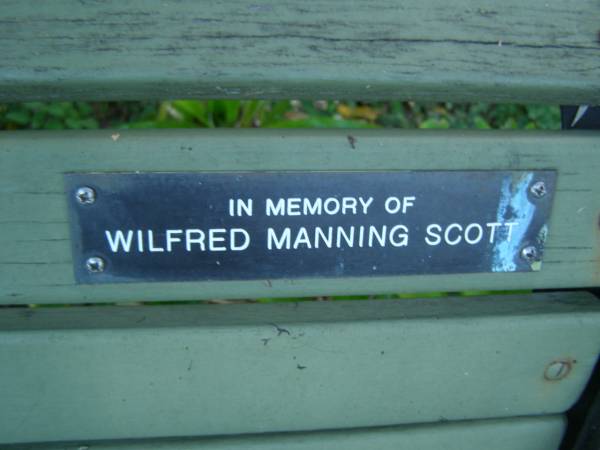 IN MEMORY OF
WILFRED MANNING SCOTT